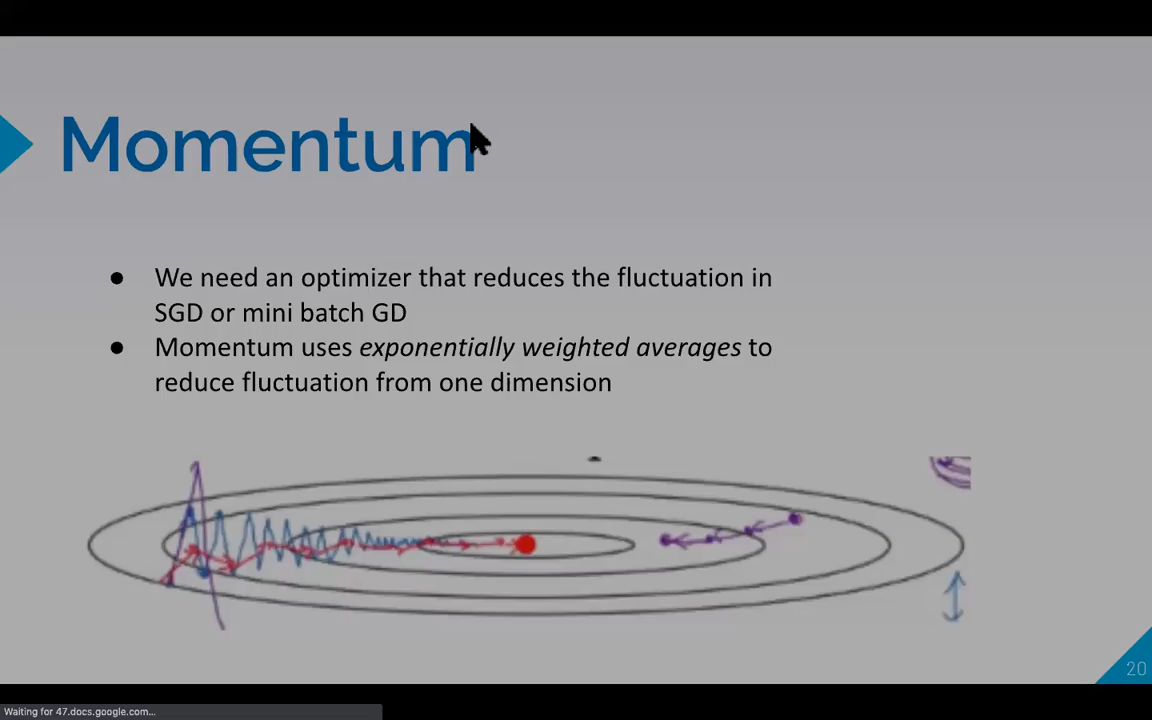 Momentum
● We need an optimizer that reduces the fluctuation in
SGD or mini batch GD
● Momentum uses exponentially weighted averages to
reduce fluctuation from one dimension
20
Waiting for 47.docs.google.com...